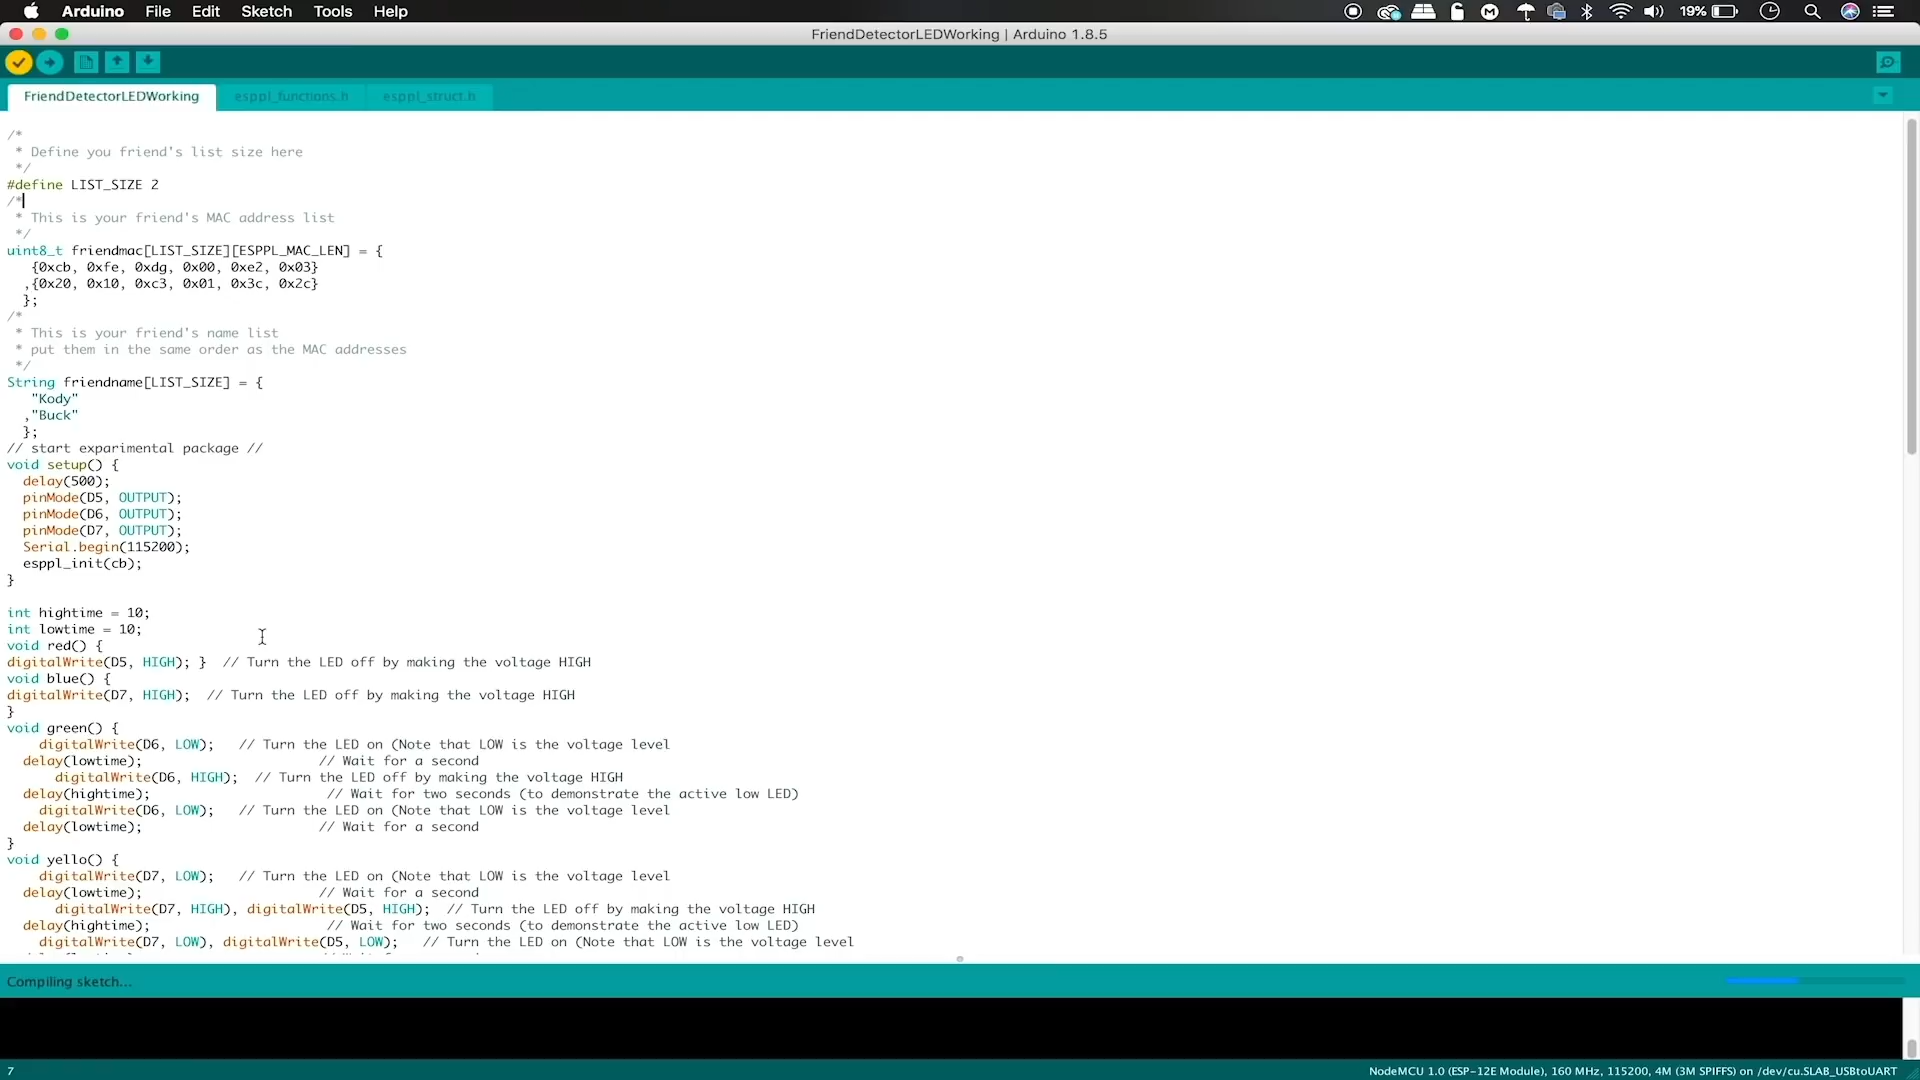 Arduino File Edit Sketch Tools Help 19%
FriendDetectorLEDWorking | Arduino 1.8.5
FriendDetectorLEDWorking esppl_functions.h esppl_struct.h
/*
* Define you friend's list size here
*/
#define LIST_SIZE 2
/*
* This is your friend's MAC address list
*/
uint8_t friendmac[LIST_SIZE][ESPPL_MAC_LEN] = {
{0xcb, 0xfe, 0xdg, 0x00, 0xe2, 0x03}
,{0x20, 0x10, 0xc3, 0x01, 0x3c, 0x2c}
};
/*
* This is your friend's name list
* put them in the same order as the MAC addresses
*/
String friendname[LIST_SIZE] = {
"Kody"
,"Buck"
};
// start exparimental package //
void setup() {
delay(500);
pinMode(D5, OUTPUT);
pinMode(D6, OUTPUT);
pinMode(D7, OUTPUT);
Serial.begin(115200);
esppl_init(cb);
}
int hightime = 10;
int lowtime = 10;
void red() {
digitalWrite(D5, HIGH); } // Turn the LED off by making the voltage HIGH
void blue() {
digitalWrite(D7, HIGH); // Turn the LED off by making the voltage HIGH
}
void green() {
digitalWrite(D6, LOW); // Turn the LED on (Note that LOW is the voltage level
delay(lowtime); // Wait for a second
digitalWrite(D6, HIGH); // Turn the LED off by making the voltage HIGH
delay(hightime); // Wait for two seconds (to demonstrate the active low LED)
digitalWrite(D6, LOW); // Turn the LED on (Note that LOW is the voltage level
delay(lowtime); // Wait for a second
}
void yello() {
digitalWrite(D7, LOW); // Turn the LED on (Note that LOW is the voltage level
delay(lowtime); // Wait for a second
digitalWrite(D7, HIGH), digitalWrite(D5, HIGH); // Turn the LED off by making the voltage HIGH
delay(hightime); // Wait for two seconds (to demonstrate the active low LED)
digitalWrite(D7, LOW), digitalWrite(D5, LOW); // Turn the LED on (Note that LOW is the voltage level
Compiling sketch...
7 NodeMCU 1.0 (ESP-12E Module), 160 MHz, 115200, 4M (3M SPIFFS) on /dev/cu.SLAB_USBtoUART